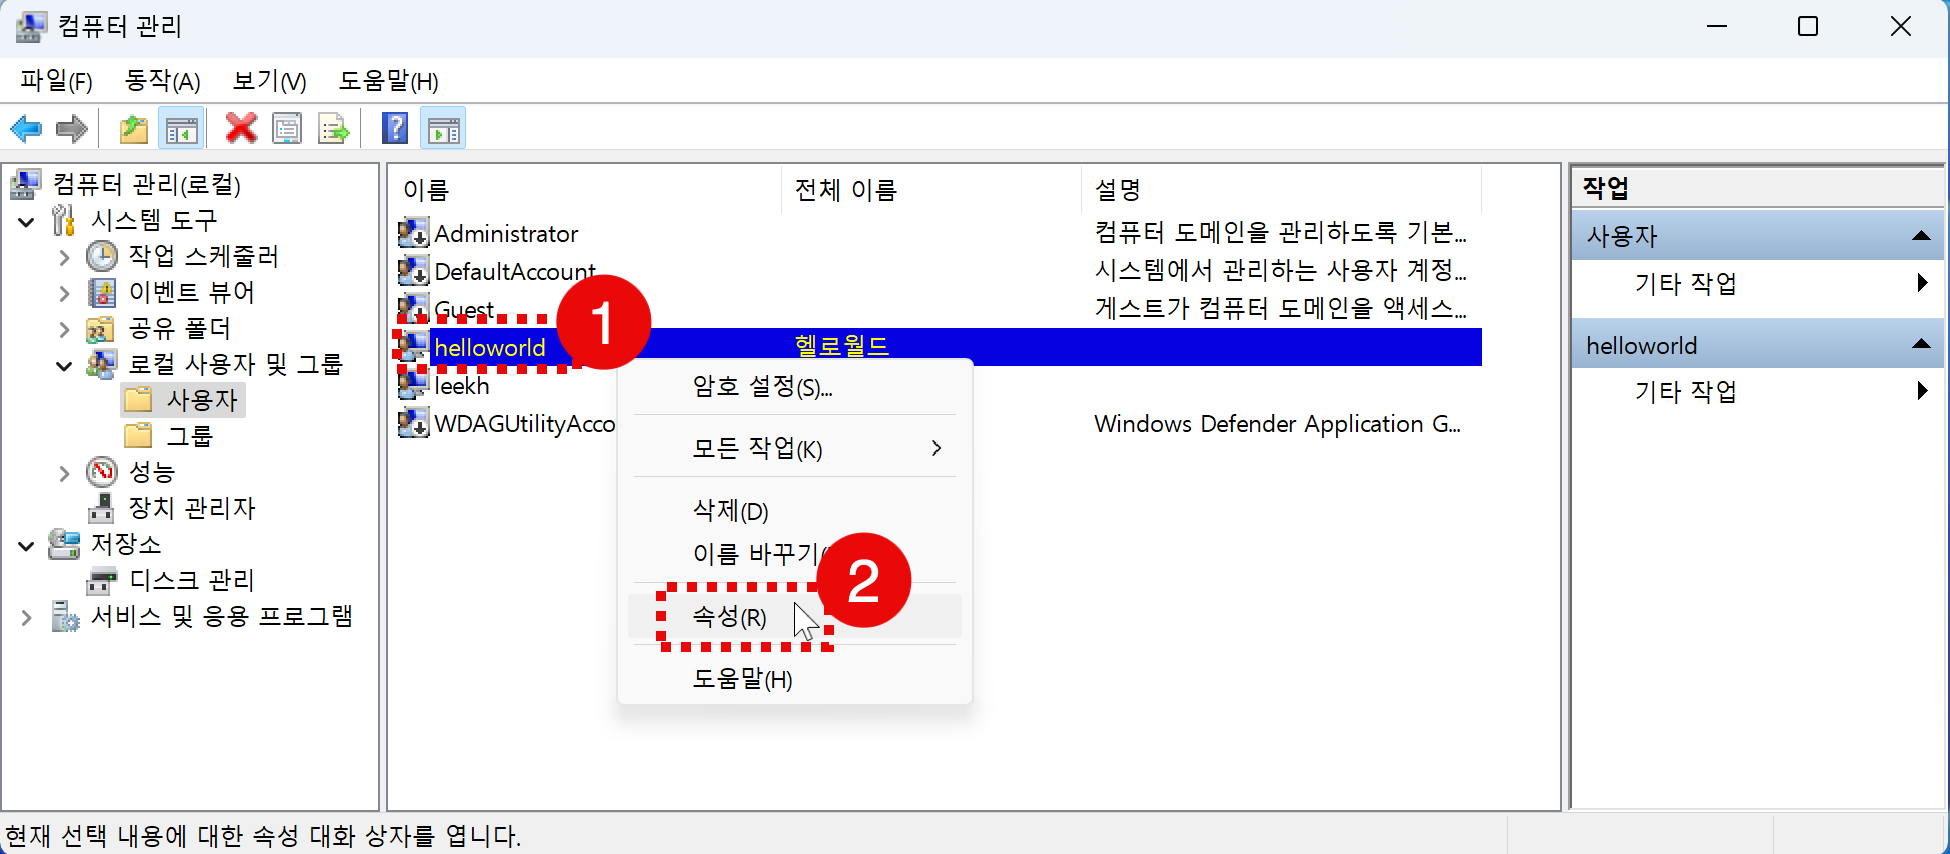 컴퓨터 관리
파일(F) 동작(A) 보기(V) 도움말(H)
컴퓨터 관리(로컬)
시스템 도구
작업 스케줄러
이벤트 뷰어
공유 폴더
로컬 사용자 및 그룹
사용자
그룹
성능
장치 관리자
저장소
디스크 관리
서비스 및 응용 프로그램
이름 전체 이름 설명
Administrator 컴퓨터 도메인을 관리하도록 기본...
DefaultAccount 시스템에서 관리하는 사용자 계정...
Guest 게스트가 컴퓨터 도메인을 액세스...
helloworld 헬로월드
leekh
WDAGUtilityAcco Windows Defender Application G...
1
암호 설정(S)...
모든 작업(K)
삭제(D)
이름 바꾸기(
2
속성(R)
도움말(H)
작업
사용자
기타 작업
helloworld
기타 작업
현재 선택 내용에 대한 속성 대화 상자를 엽니다.